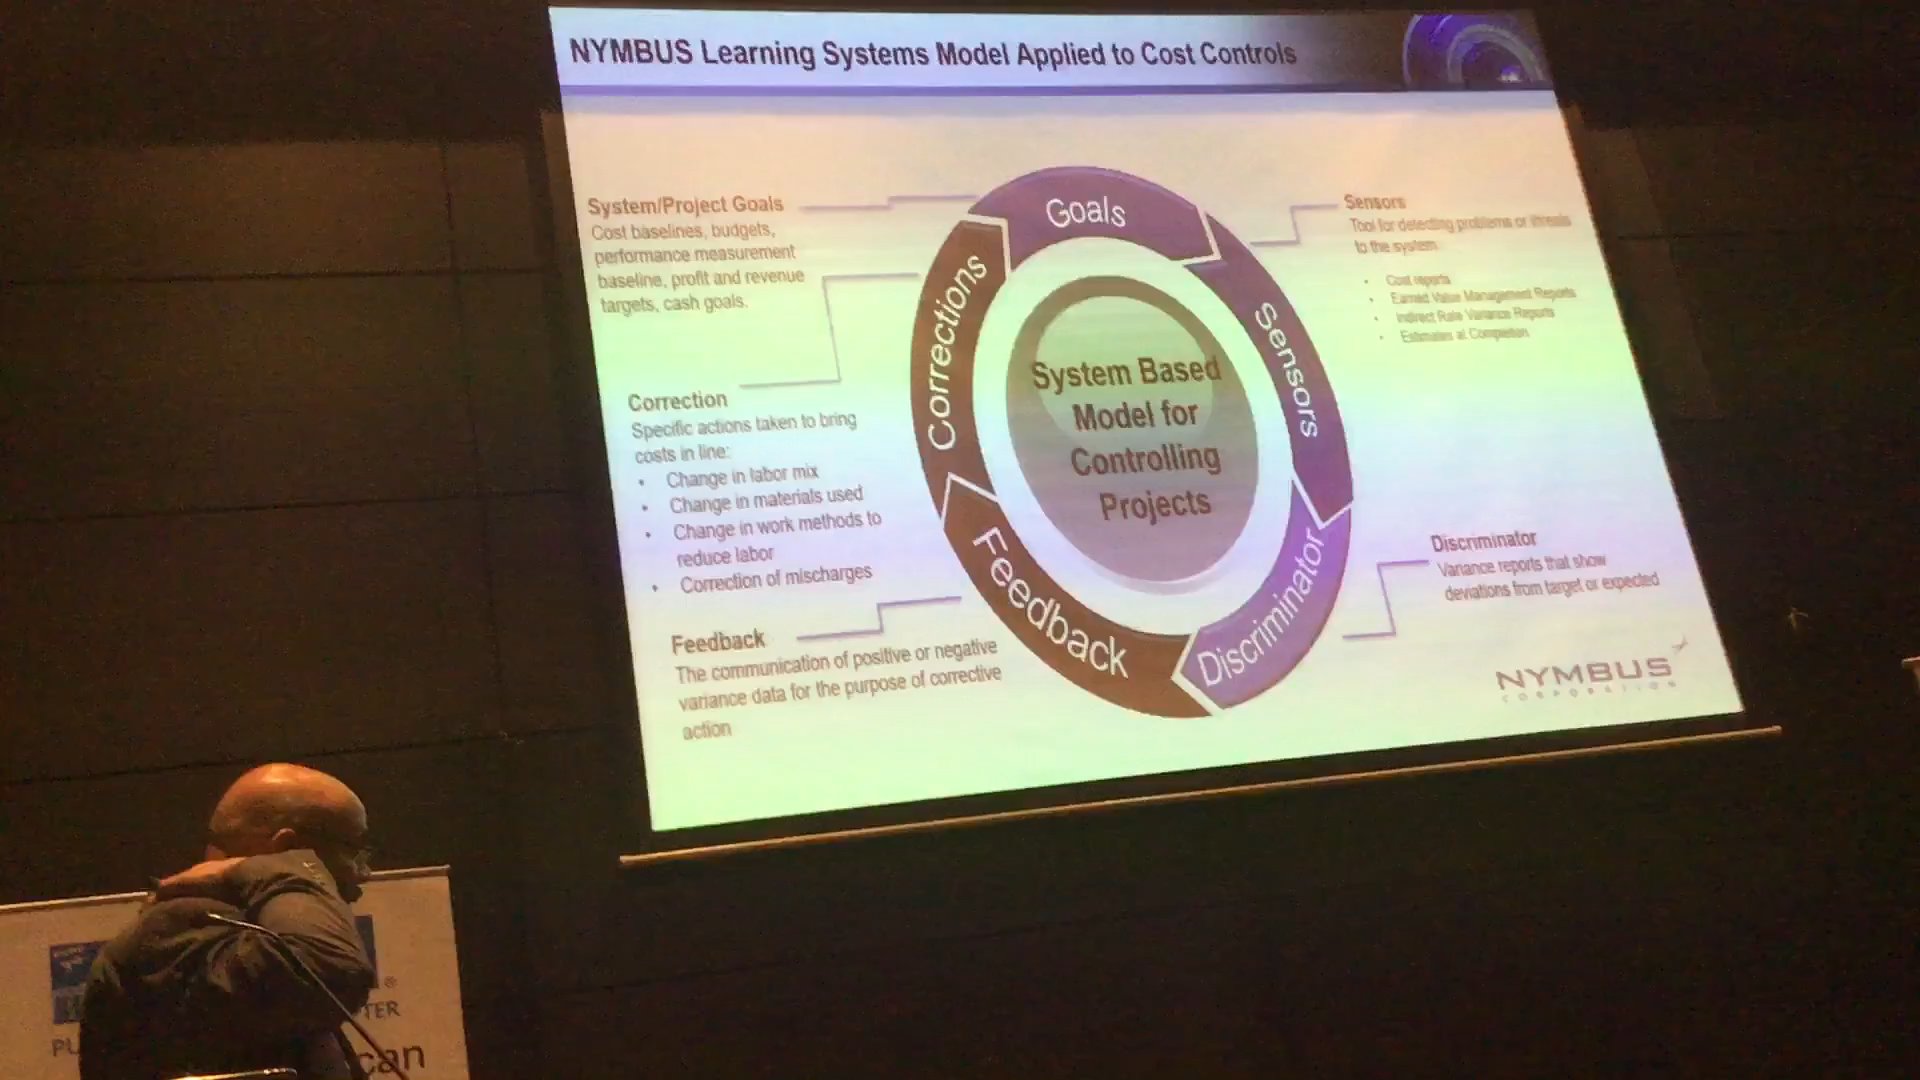 NYMBUS Learning Systems Model Applied to Cost Controls
System/Project Goals
Cost baselines, budgets,
performance measurement
baseline, profit and revenue
targets, cash goals.
Correction
Specific actions taken to bring
costs in line:
• Change in labor mix
• Change in materials used
• Change in work methods to
reduce labor
• Correction of mischarges
Feedback
The communication of positive or negative
variance data for the purpose of corrective
action
Goals
Sensors
Discriminator
Feedback
Corrections
System Based
Model for
Controlling
Projects
Sensors
Tool for detecting problems or threats
to the system
• Cost reports
• Earned Value Management Reports
• Indirect Rate Variance Reports
• Estimates at Completion
Discriminator
Variance reports that show
deviations from target or expected
NYMBUS
CORPORATION
®
TER
PU
can